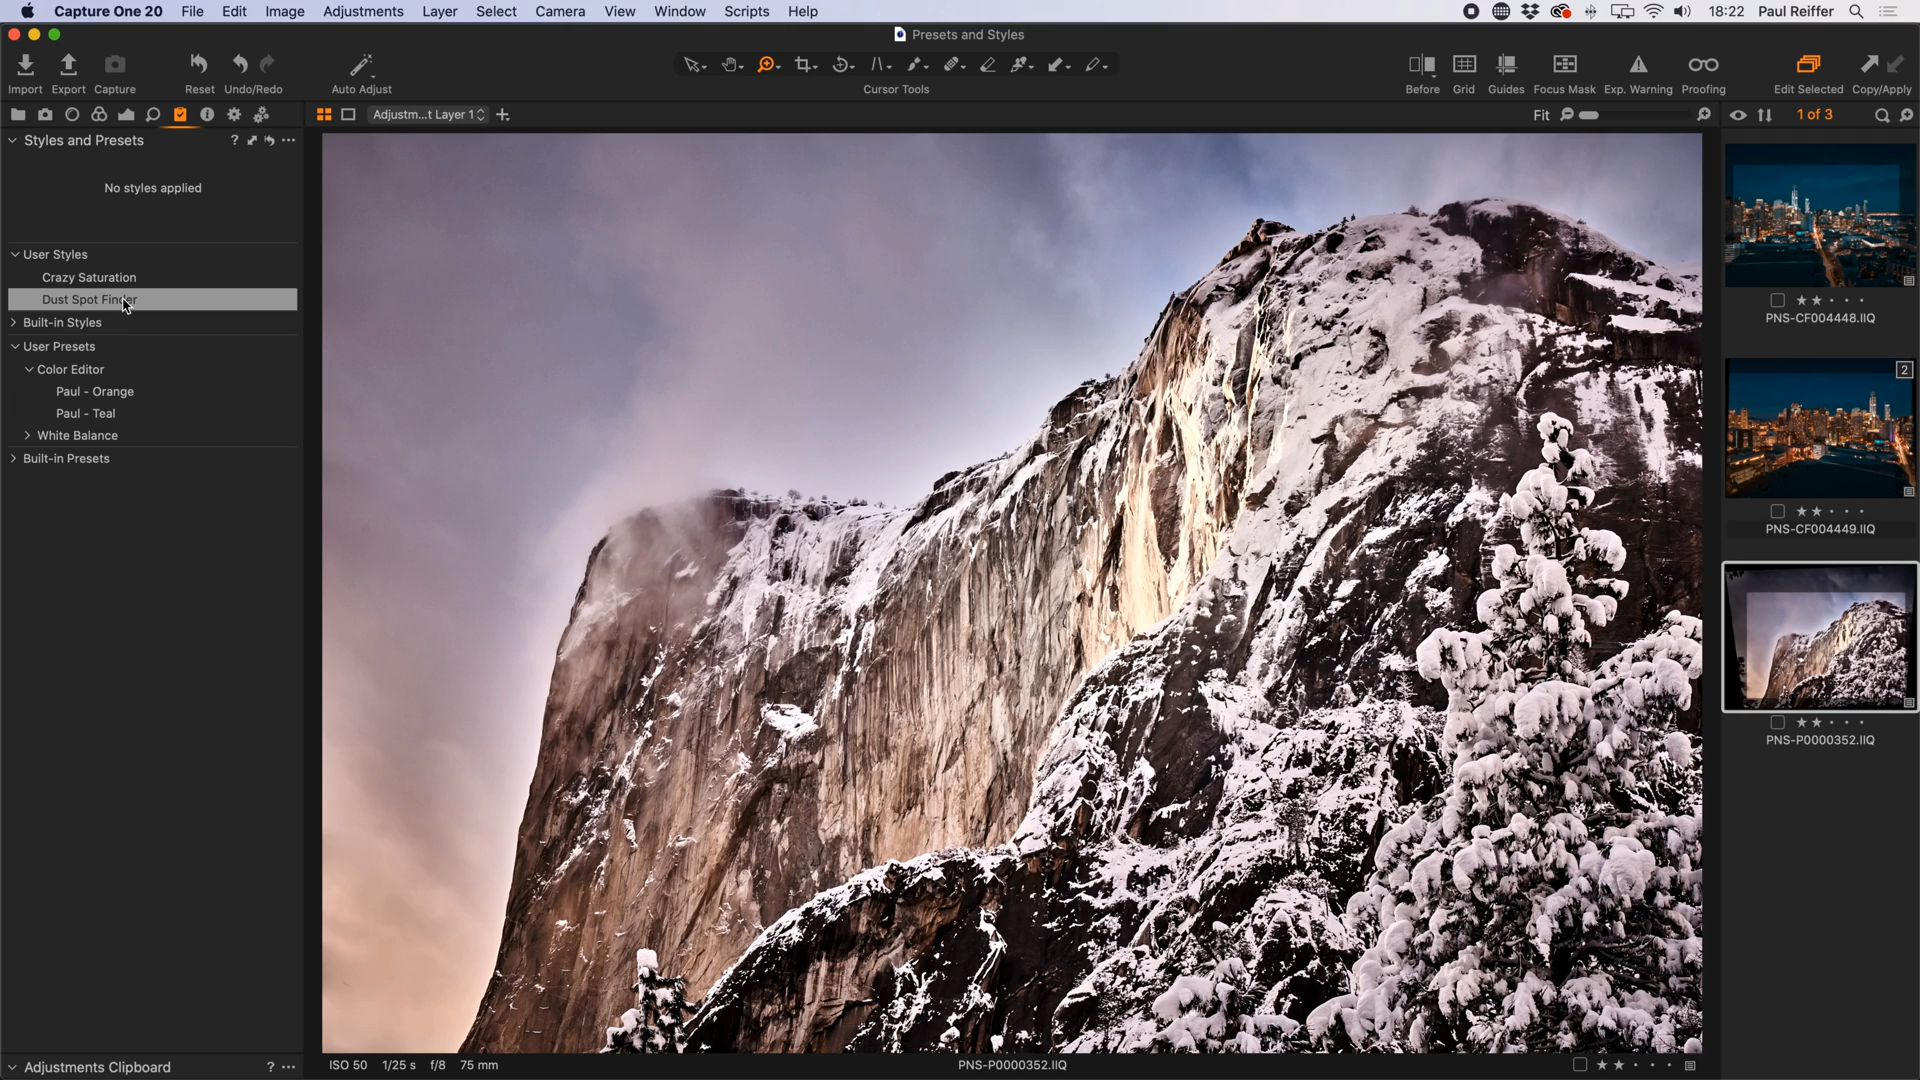 Capture One 20 File Edit Image Adjustments Layer Select Camera View Window Scripts Help 18:22 Paul Reiffer
Presets and Styles
Import Export Capture Reset Undo/Redo Auto Adjust Cursor Tools Before Grid Guides Focus Mask Exp. Warning Proofing Edit Selected Copy/Apply
Adjustm...t Layer 1 Fit 1 of 3
Styles and Presets ?
No styles applied
User Styles
Crazy Saturation
Dust Spot Finder
Built-in Styles
User Presets
Color Editor
Paul - Orange
Paul - Teal
White Balance
Built-in Presets
PNS-CF004448.IIQ
2
PNS-CF004449.IIQ
PNS-P0000352.IIQ
Adjustments Clipboard ?
ISO 50 1/25 s f/8 75 mm PNS-P0000352.IIQ